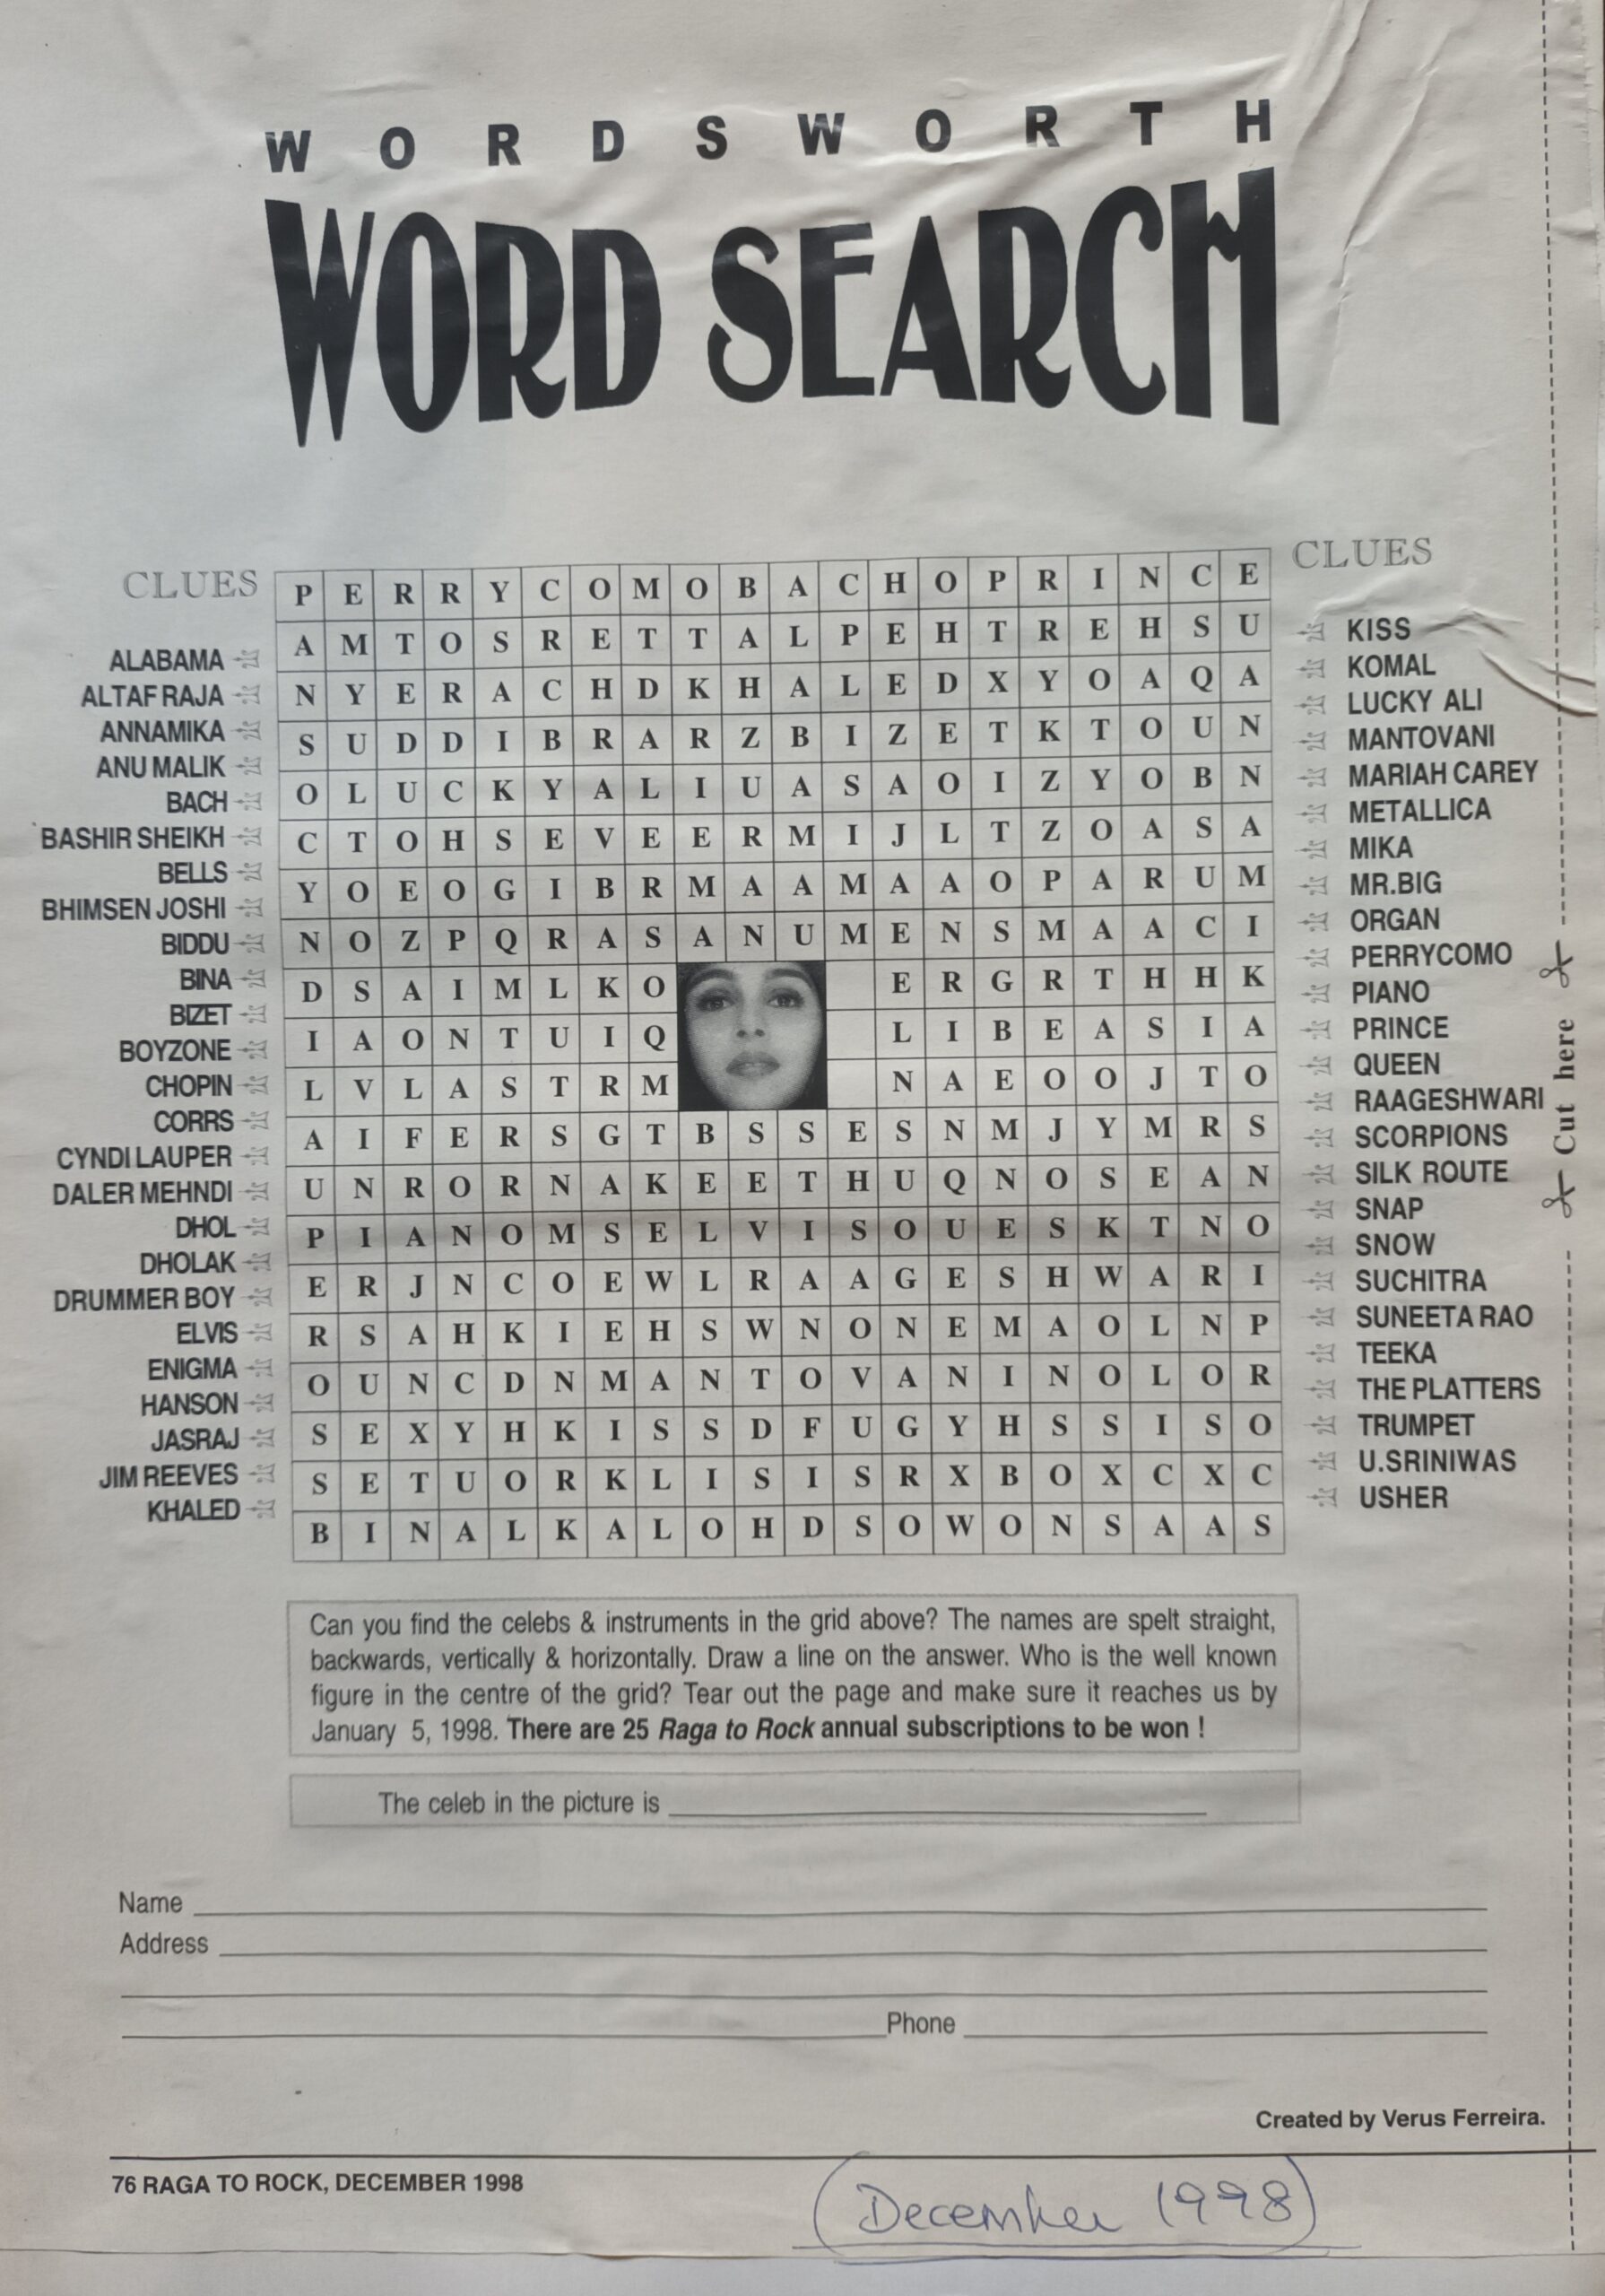 WORDSWORTH
WORD SEARCH
CLUES
ALABAMA
ALTAF RAJA
ANNAMIKA
ANU MALIK
BACH
BASHIR SHEIKH
BELLS
BHIMSEN JOSHI
BIDDU
BINA
BIZET
BOYZONE
CHOPIN
CORRS
CYNDI LAUPER
DALER MEHNDI
DHOL
DHOLAK
DRUMMER BOY
ELVIS
ENIGMA
HANSON
JASRAJ
JIM REEVES
KHALED
P E R R Y C O M O B A C H O P R I N C E
A M T O S R E T T A L P E H T R E H S U
N Y E R A C H D K H A L E D X Y O A Q A
S U D D I B R A R Z B I Z E T K T O U N
O L U C K Y A L I U A S A O I Z Y O B N
C T O H S E V E E R M I J L T Z O A S A
Y O E O G I B R M A A M A A O P A R U M
N O Z P Q R A S A N U M E N S M A A C I
D S A I M L K O E R G R T H H K
I A O N T U I Q L I B E A S I A
L V L A S T R M N A E O O J T O
A I F E R S G T B S S E S N M J Y M R S
U N R O R N A K E E T H U Q N O S E A N
P I A N O M S E L V I S O U E S K T N O
E R J N C O E W L R A A G E S H W A R I
R S A H K I E H S W N O N E M A O L N P
O U N C D N M A N T O V A N I N O L O R
S E X Y H K I S S D F U G Y H S S I S O
S E T U O R K L I S I S R X B O X C X C
B I N A L K A L O H D S O W O N S A A S
CLUES
KISS
KOMAL
LUCKY ALI
MANTOVANI
MARIAH CAREY
METALLICA
MIKA
MR.BIG
ORGAN
PERRYCOMO
PIANO
PRINCE
QUEEN
RAAGESHWARI
SCORPIONS
SILK ROUTE
SNAP
SNOW
SUCHITRA
SUNEETA RAO
TEEKA
THE PLATTERS
TRUMPET
U.SRINIWAS
USHER
Cut here
Can you find the celebs & instruments in the grid above? The names are spelt straight,
backwards, vertically & horizontally. Draw a line on the answer. Who is the well known
figure in the centre of the grid? Tear out the page and make sure it reaches us by
January 5, 1998. There are 25 Raga to Rock annual subscriptions to be won !
The celeb in the picture is
Name
Address
Phone
Created by Verus Ferreira.
76 RAGA TO ROCK, DECEMBER 1998
(December 1998)